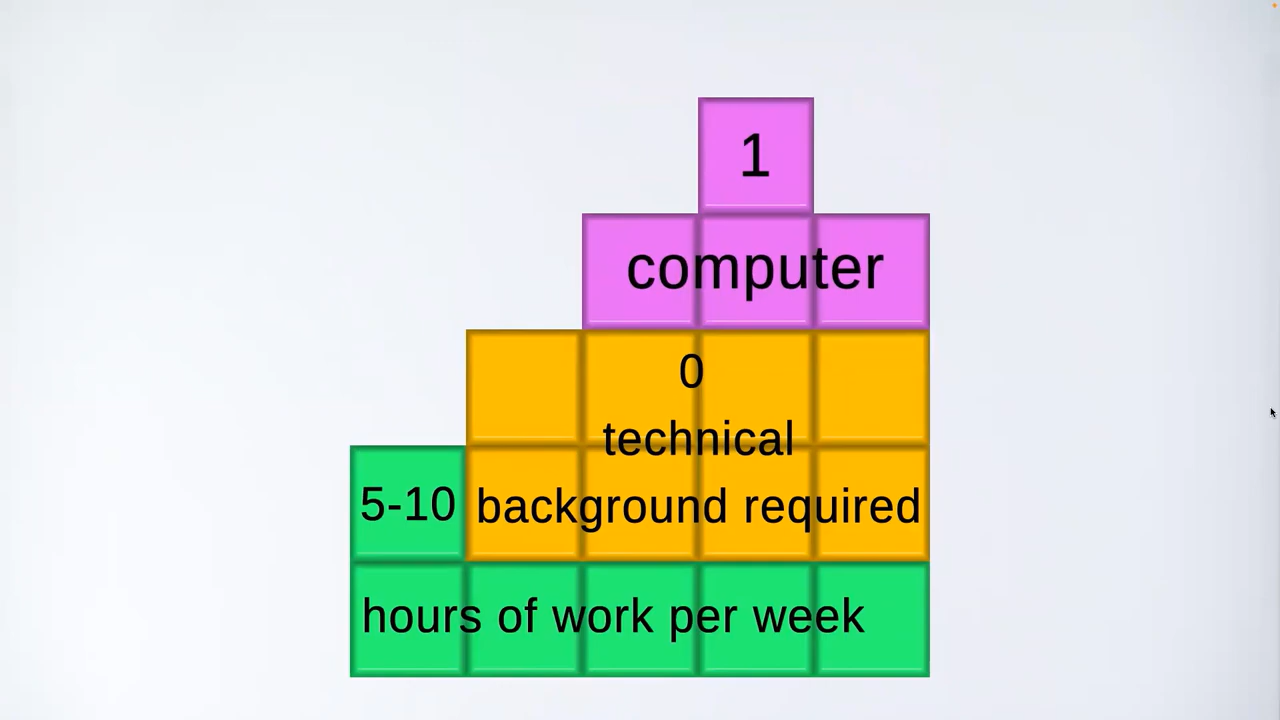 1
computer
0
technical
5-10 background required
hours of work per week